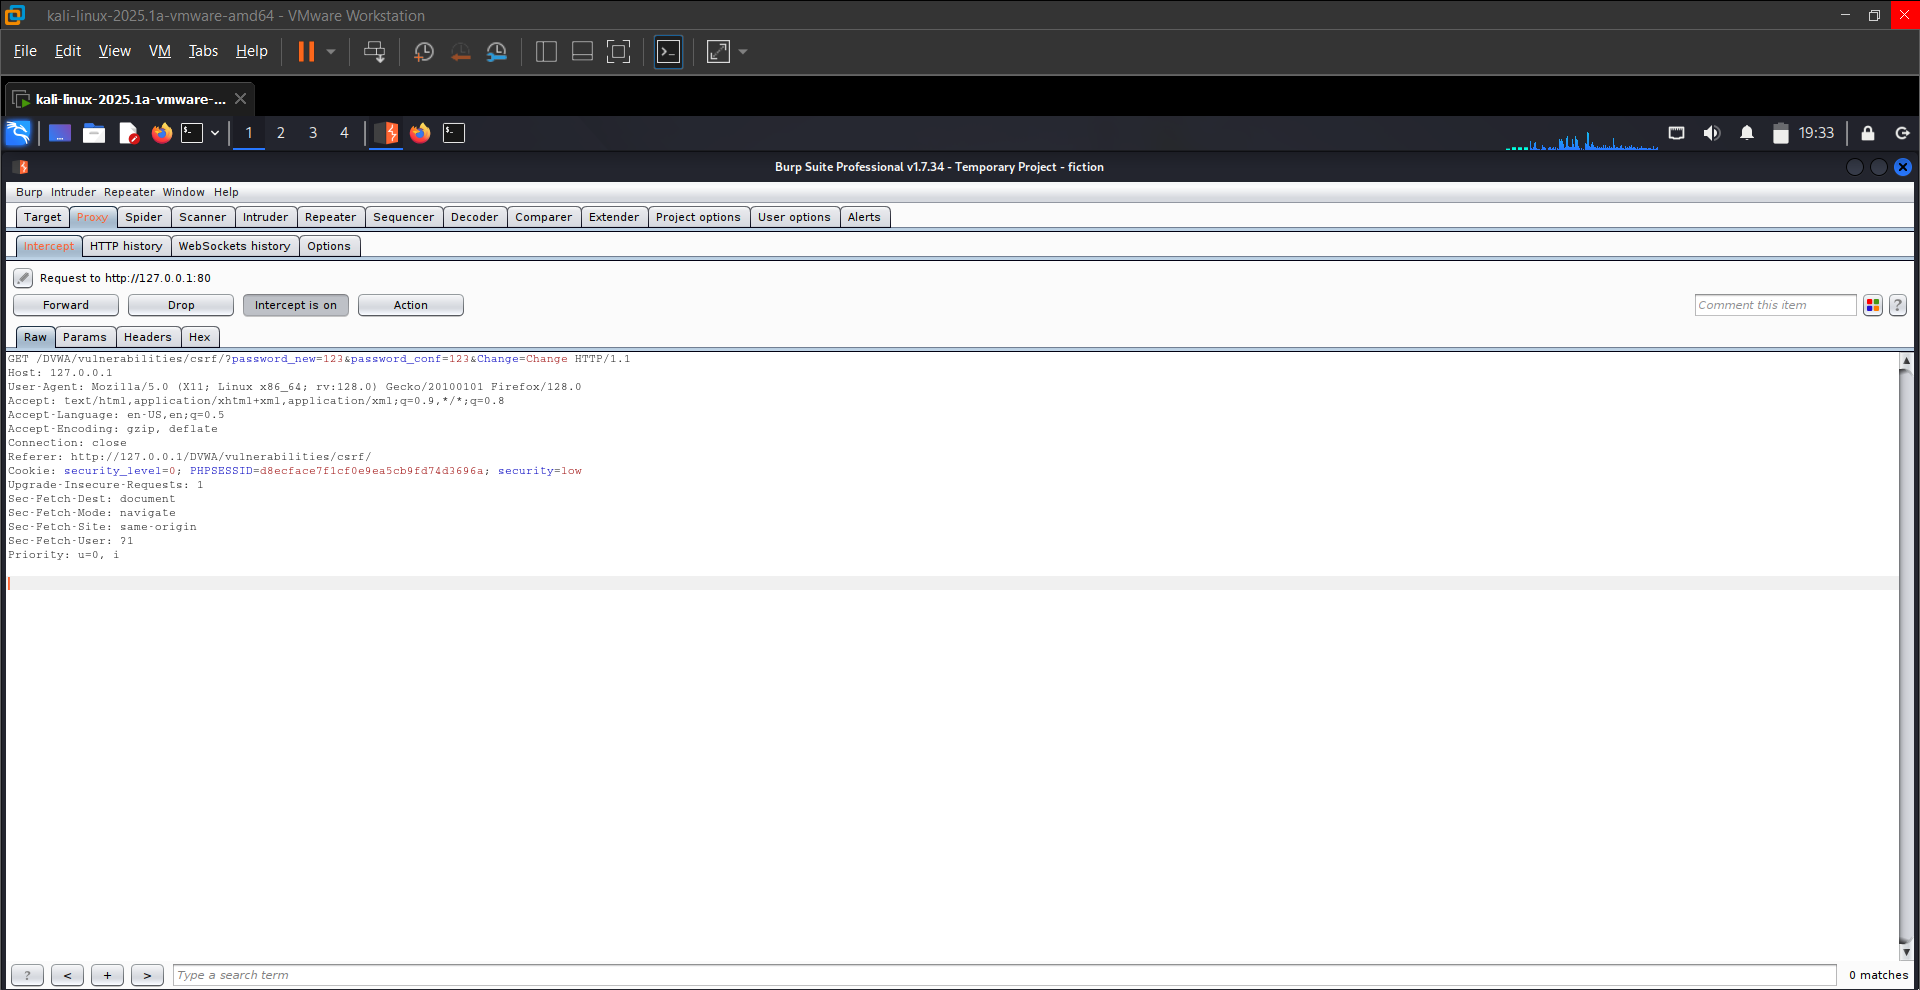 kali-linux-2025.1a-vmware-amd64 - VMware Workstation
File Edit View VM Tabs Help
kali-linux-2025.1a-vmware-...
1 2 3 4 19:33
Burp Suite Professional v1.7.34 - Temporary Project - fiction
Burp Intruder Repeater Window Help
Target Proxy Spider Scanner Intruder Repeater Sequencer Decoder Comparer Extender Project options User options Alerts
Intercept HTTP history WebSockets history Options
Request to http://127.0.0.1:80
Forward Drop Intercept is on Action Comment this item ?
Raw Params Headers Hex
GET /DVWA/vulnerabilities/csrf/?password_new=123&password_conf=123&Change=Change HTTP/1.1
Host: 127.0.0.1
User-Agent: Mozilla/5.0 (X11; Linux x86_64; rv:128.0) Gecko/20100101 Firefox/128.0
Accept: text/html,application/xhtml+xml,application/xml;q=0.9,*/*;q=0.8
Accept-Language: en-US,en;q=0.5
Accept-Encoding: gzip, deflate
Connection: close
Referer: http://127.0.0.1/DVWA/vulnerabilities/csrf/
Cookie: security_level=0; PHPSESSID=d8ecface7f1cf0e9ea5cb9fd74d3696a; security=low
Upgrade-Insecure-Requests: 1
Sec-Fetch-Dest: document
Sec-Fetch-Mode: navigate
Sec-Fetch-Site: same-origin
Sec-Fetch-User: ?1
Priority: u=0, i
? < + > Type a search term 0 matches